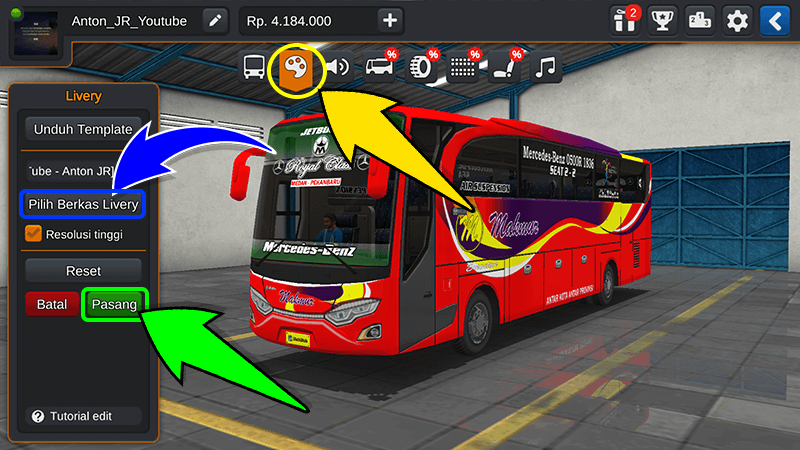 Anton_JR_Youtube
Rp. 4.184.000
2
%
%
%
%
Livery
Unduh Template
Tube - Anton JR)
Pilih Berkas Livery
Resolusi tinggi
Reset
Batal
Pasang
Tutorial edit
JETBUS
Royal Class
MEDAN - PEKANBARU
Mercedes-Benz
Makmur
Mercedes-Benz O500R 1836
SEAT 2-2
AIR SUSPENSION
M Makmur
ANTAR KOTA ANTAR PROVINSI